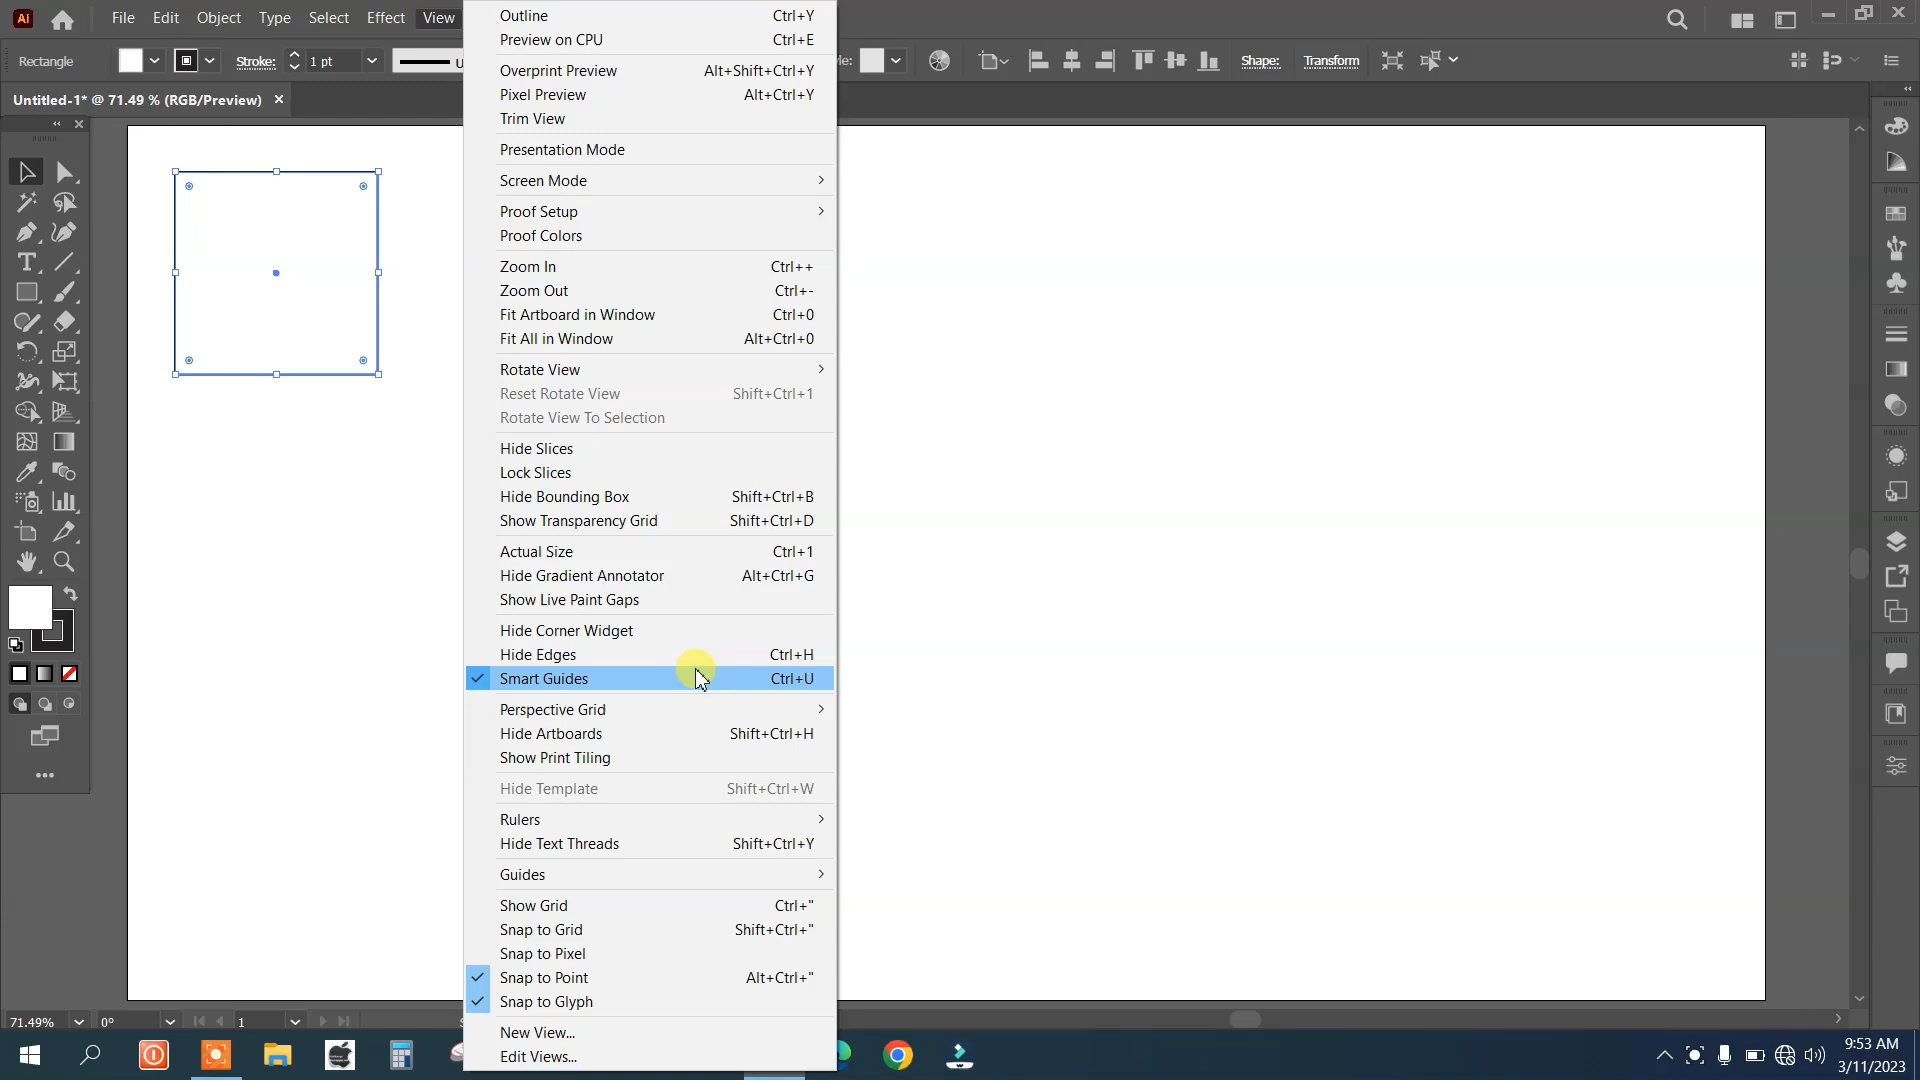 Ai
File Edit Object Type Select Effect View
Rectangle Stroke: 1 pt Shape: Transform
Untitled-1* @ 71.49 % (RGB/Preview) ×
Outline Ctrl+Y
Preview on CPU Ctrl+E
Overprint Preview Alt+Shift+Ctrl+Y
Pixel Preview Alt+Ctrl+Y
Trim View
Presentation Mode
Screen Mode
Proof Setup
Proof Colors
Zoom In Ctrl++
Zoom Out Ctrl+-
Fit Artboard in Window Ctrl+0
Fit All in Window Alt+Ctrl+0
Rotate View
Reset Rotate View Shift+Ctrl+1
Rotate View To Selection
Hide Slices
Lock Slices
Hide Bounding Box Shift+Ctrl+B
Show Transparency Grid Shift+Ctrl+D
Actual Size Ctrl+1
Hide Gradient Annotator Alt+Ctrl+G
Show Live Paint Gaps
Hide Corner Widget
Hide Edges Ctrl+H
Smart Guides Ctrl+U
Perspective Grid
Hide Artboards Shift+Ctrl+H
Show Print Tiling
Hide Template Shift+Ctrl+W
Rulers
Hide Text Threads Shift+Ctrl+Y
Guides
Show Grid Ctrl+"
Snap to Grid Shift+Ctrl+"
Snap to Pixel
Snap to Point Alt+Ctrl+"
Snap to Glyph
New View...
Edit Views...
71.49% 0° 1
9:53 AM
3/11/2023